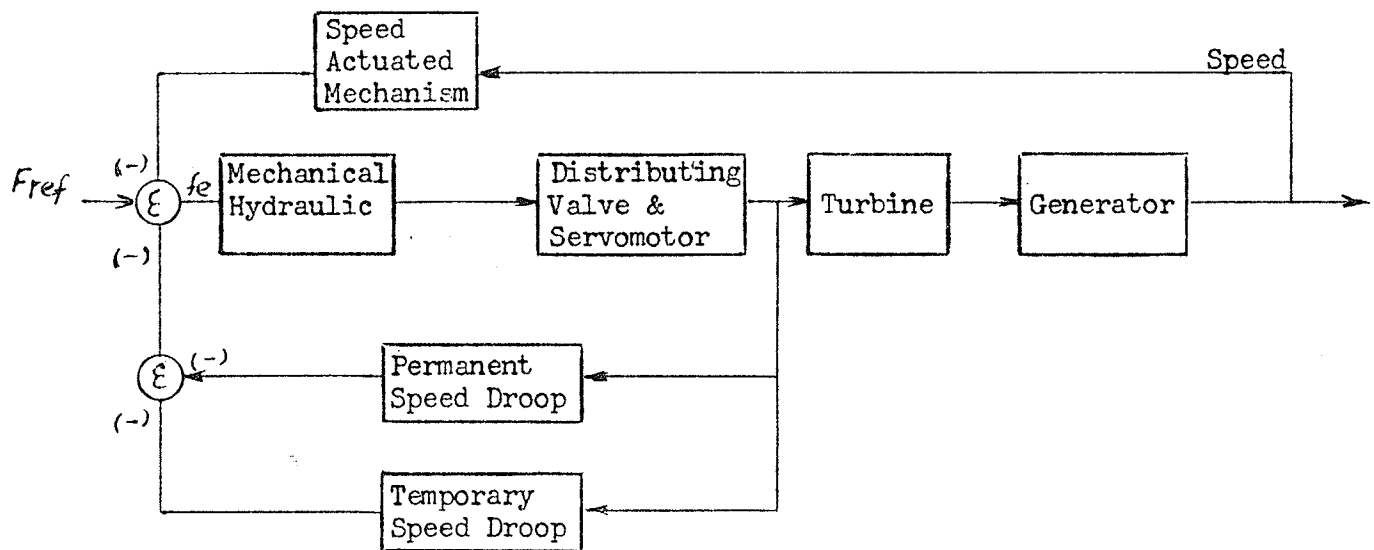 Speed
Actuated
Mechanism
Speed
(-)
Fref
Ɛ
fe
Mechanical
Hydraulic
Distributing
Valve &
Servomotor
Turbine
Generator
(-)
Ɛ
(-)
Permanent
Speed Droop
(-)
Temporary
Speed Droop